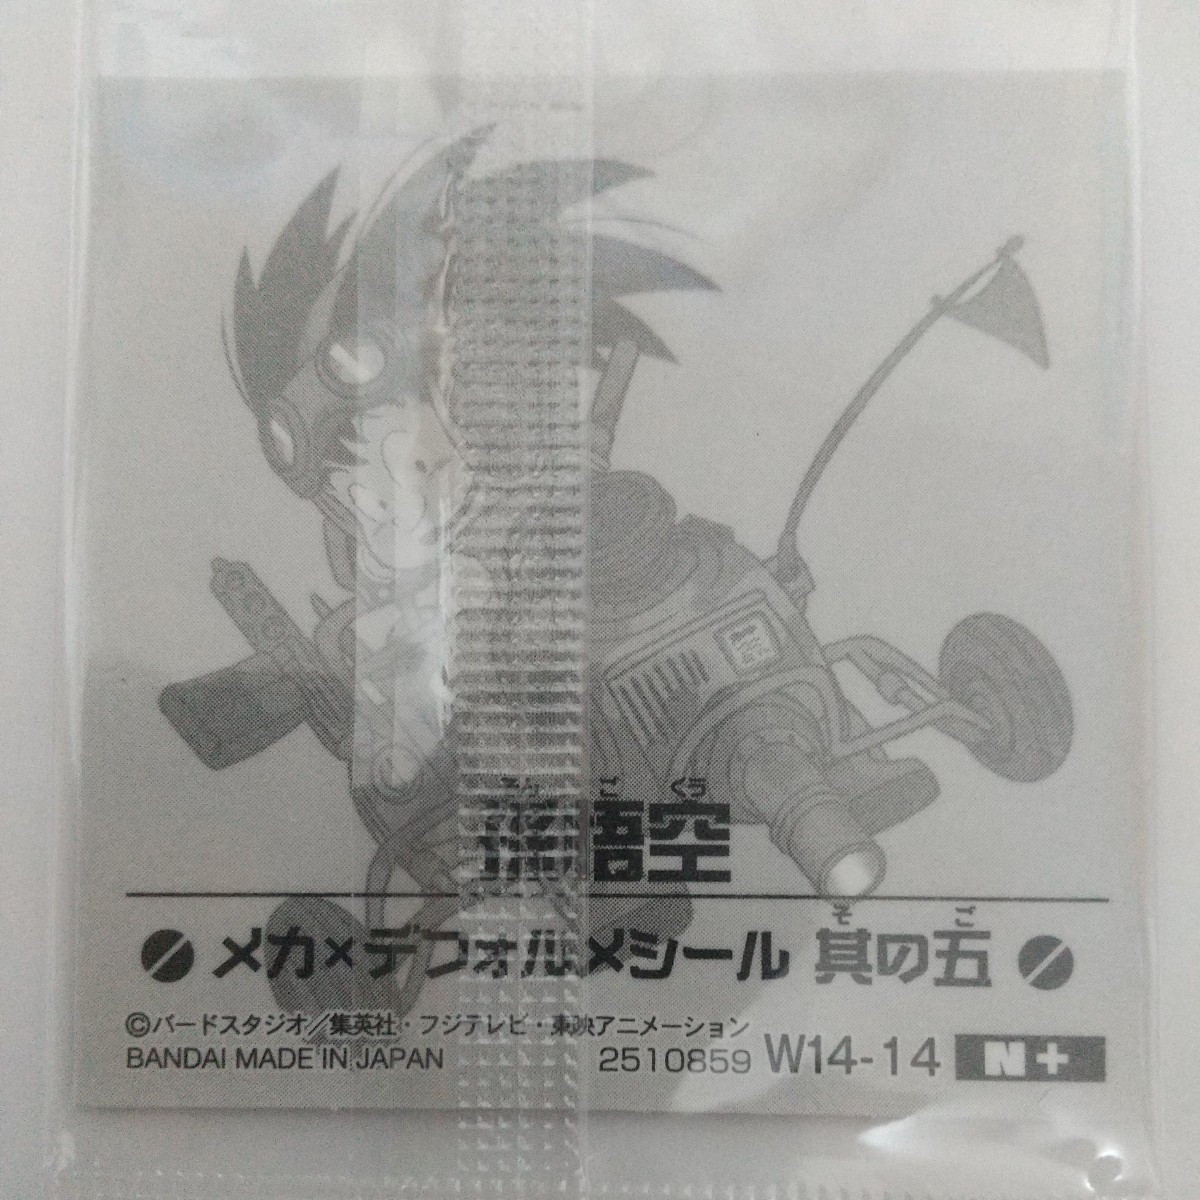 そん ご くう
孫悟空
そ ご
メカ×デフォルメシール 其の五
©バードスタジオ/集英社・フジテレビ・東映アニメーション
BANDAI MADE IN JAPAN 2510859 W14-14 N+